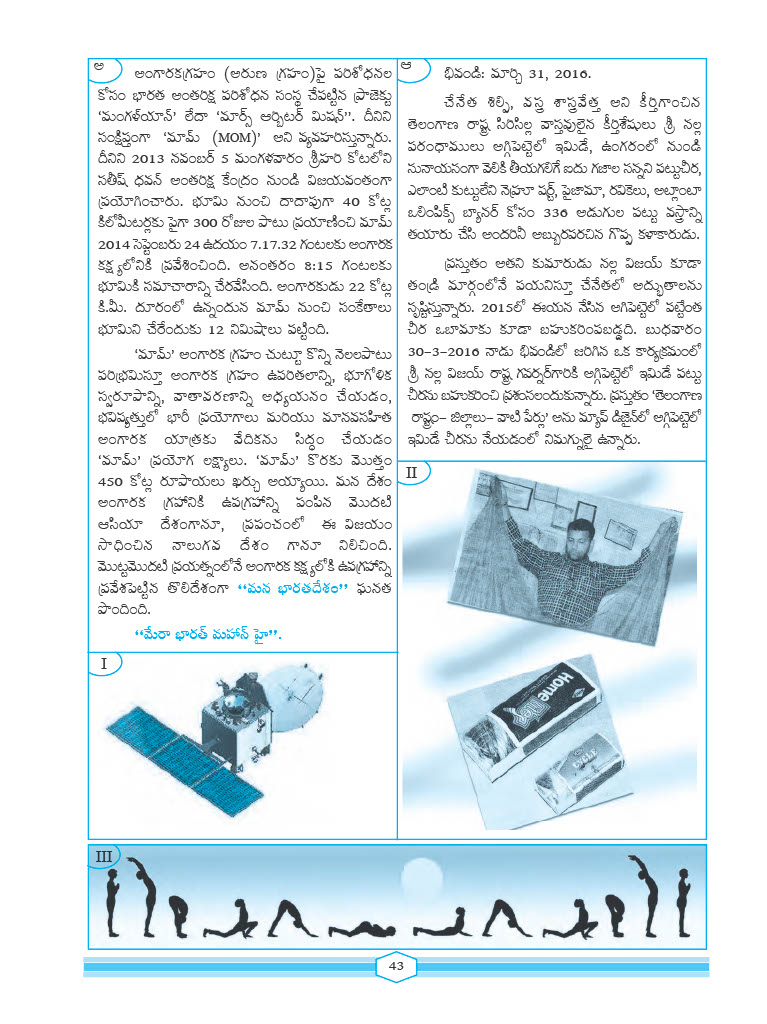 అ
అంగారకగ్రహం (అరుణ గ్రహం)పై పరిశోధనల
కోసం భారత అంతరిక్ష పరిశోధన సంస్థ చేపట్టిన ప్రాజెక్టు
‘మంగళ్‌యాన్’ లేదా ‘మార్స్ ఆర్బిటర్ మిషన్’’. దీనిని
సంక్షిప్తంగా ‘మామ్ (MOM)’ అని వ్యవహరిస్తున్నారు.
దీనిని 2013 నవంబర్ 5 మంగళవారం శ్రీహరి కోటలోని
సతీష్ ధవన్ అంతరిక్ష కేంద్రం నుండి విజయవంతంగా
ప్రయోగించారు. భూమి నుంచి దాదాపుగా 40 కోట్ల
కిలోమీటర్లకు పైగా 300 రోజుల పాటు ప్రయాణించి మామ్
2014 సెప్టెంబరు 24 ఉదయం 7.17.32 గంటలకు అంగారక
కక్ష్యలోనికి ప్రవేశించింది. అనంతరం 8:15 గంటలకు
భూమికి సమాచారాన్ని చేరవేసింది. అంగారకుడు 22 కోట్ల
కి.మీ. దూరంలో ఉన్నందున మామ్ నుంచి సంకేతాలు
భూమిని చేరేందుకు 12 నిమిషాలు పట్టింది.
‘మామ్’ అంగారక గ్రహం చుట్టూ కొన్ని నెలలపాటు
పరిభ్రమిస్తూ అంగారక గ్రహం ఉపరితలాన్ని, భూగోళిక
స్వరూపాన్ని, వాతావరణాన్ని అధ్యయనం చేయడం,
భవిష్యత్తులో భారీ ప్రయోగాలు మరియు మానవసహిత
అంగారక యాత్రకు వేదికను సిద్ధం చేయడం
‘మామ్’ ప్రయోగ లక్ష్యాలు. ‘మామ్’ కొరకు మొత్తం
450 కోట్ల రూపాయలు ఖర్చు అయ్యాయి. మన దేశం
అంగారక గ్రహానికి ఉపగ్రహాన్ని పంపిన మొదటి
ఆసియా దేశంగానూ, ప్రపంచంలో ఈ విజయం
సాధించిన నాలుగవ దేశం గానూ నిలిచింది.
మొట్టమొదటి ప్రయత్నంలోనే అంగారక కక్ష్యలోకి ఉపగ్రహాన్ని
ప్రవేశపెట్టిన తొలిదేశంగా ‘‘మన భారతదేశం’’ ఘనత
పొందింది.
‘‘మేరా భారత్ మహాన్ హై’’.
I
ఆ
భివండి: మార్చి 31, 2016.
చేనేత శిల్పి, వస్త్ర శాస్త్రవేత్త అని కీర్తిగాంచిన
తెలంగాణ రాష్ట్ర సిరిసిల్ల వాస్తవులైన కీర్తిశేషులు శ్రీ నల్ల
పరంధాములు అగ్గిపెట్టెలో ఇమిడే, ఉంగరంలో నుండి
సునాయసంగా వెలికి తీయగలిగే ఐదు గజాల సన్నని పట్టుచీర,
ఎలాంటి కుట్టులేని నెహ్రూ షర్ట్, పైజామా, రవికెలు, అట్లాంటా
ఒలింపిక్స్ బ్యానర్ కోసం 336 అడుగుల పట్టు వస్త్రాన్ని
తయారు చేసి అందరినీ అబ్బురపరచిన గొప్ప కళాకారుడు.
ప్రస్తుతం అతని కుమారుడు నల్ల విజయ్ కూడా
తండ్రి మార్గంలోనే పయనిస్తూ చేనేతలో అద్భుతాలను
సృష్టిస్తున్నారు. 2015లో ఈయన నేసిన అగిపెట్టెలో పట్టేంత
చీర ఒబామాకు కూడా బహుకరింపబడ్డది. బుధవారం
30-3-2016 నాడు భివండిలో జరిగిన ఒక కార్యక్రమంలో
శ్రీ నల్ల విజయ్ రాష్ట్ర గవర్నర్‌గారికి అగ్గిపెట్టెలో ఇమిడే పట్టు
చీరను బహుకరించి ప్రశంసలందుకున్నారు. ప్రస్తుతం ‘తెలంగాణ
రాష్ట్రం- జిల్లాలు- వాటి పేర్లు’ అను మ్యాప్ డిజైన్‌లో అగ్గిపెట్టెలో
ఇమిడే చీరను నేయడంలో నిమగ్నులై ఉన్నారు.
II
Home
Lites
CYCLE
III
43